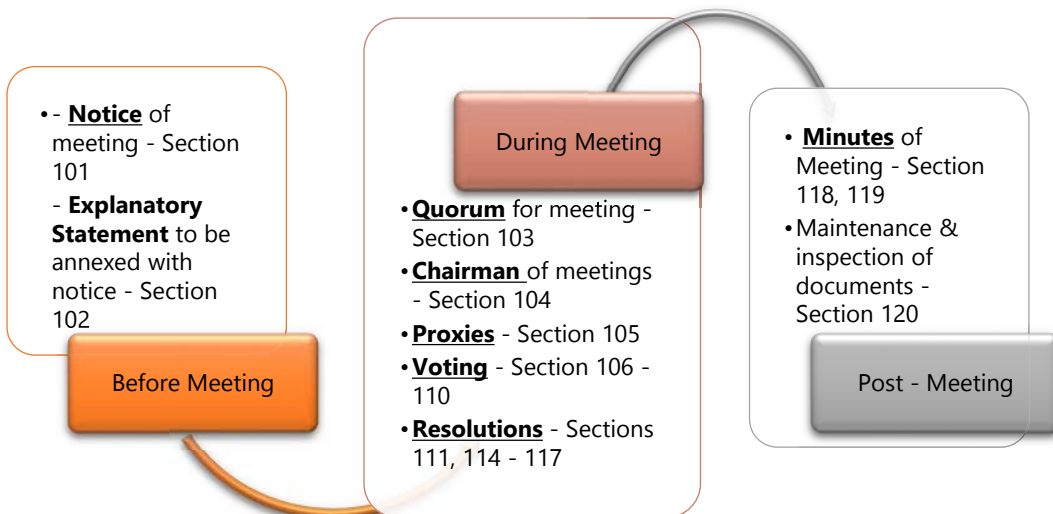 • - Notice of
meeting - Section
101
- Explanatory
Statement to be
annexed with
notice - Section
102
Before Meeting
During Meeting
• Quorum for meeting -
Section 103
• Chairman of meetings
- Section 104
• Proxies - Section 105
• Voting - Section 106 -
110
• Resolutions - Sections
111, 114 - 117
• Minutes of
Meeting - Section
118, 119
• Maintenance &
inspection of
documents -
Section 120
Post - Meeting